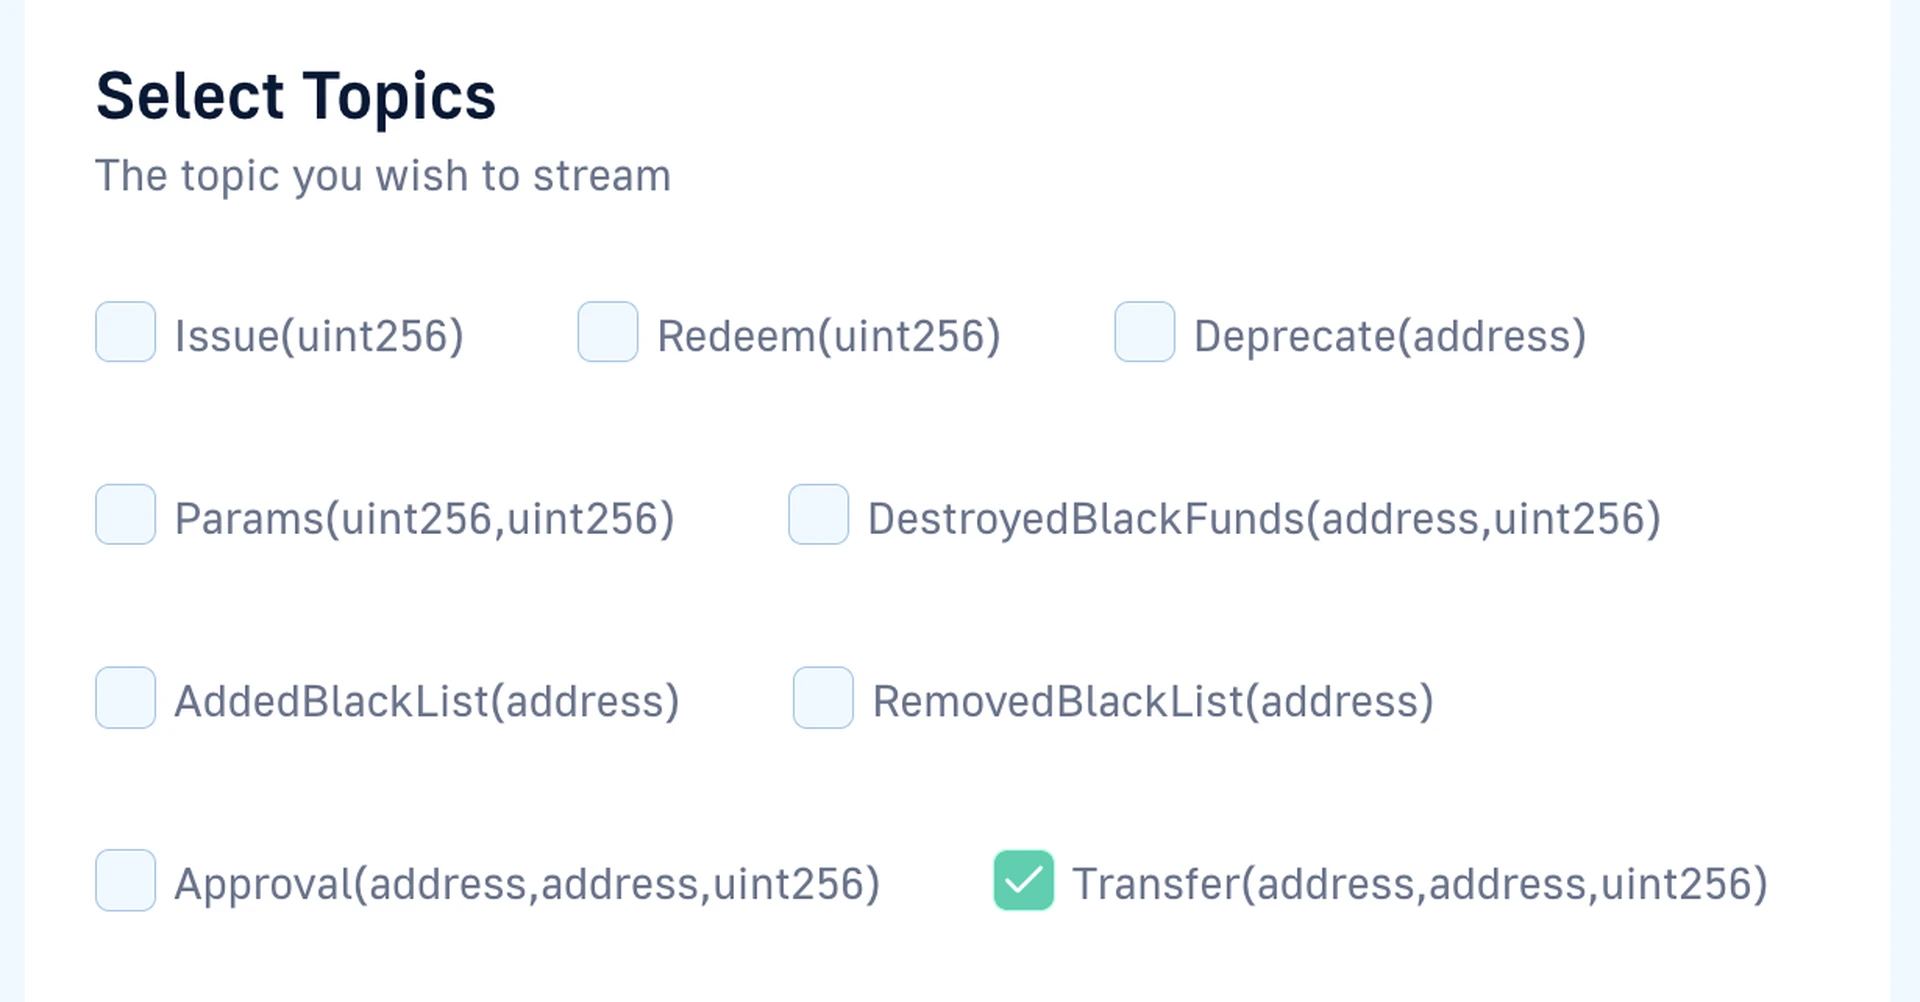 Select Topics
The topic you wish to stream
Issue(uint256) Redeem(uint256) Deprecate(address)
Params(uint256,uint256) DestroyedBlackFunds(address,uint256)
AddedBlackList(address) RemovedBlackList(address)
Approval(address,address,uint256) Transfer(address,address,uint256)